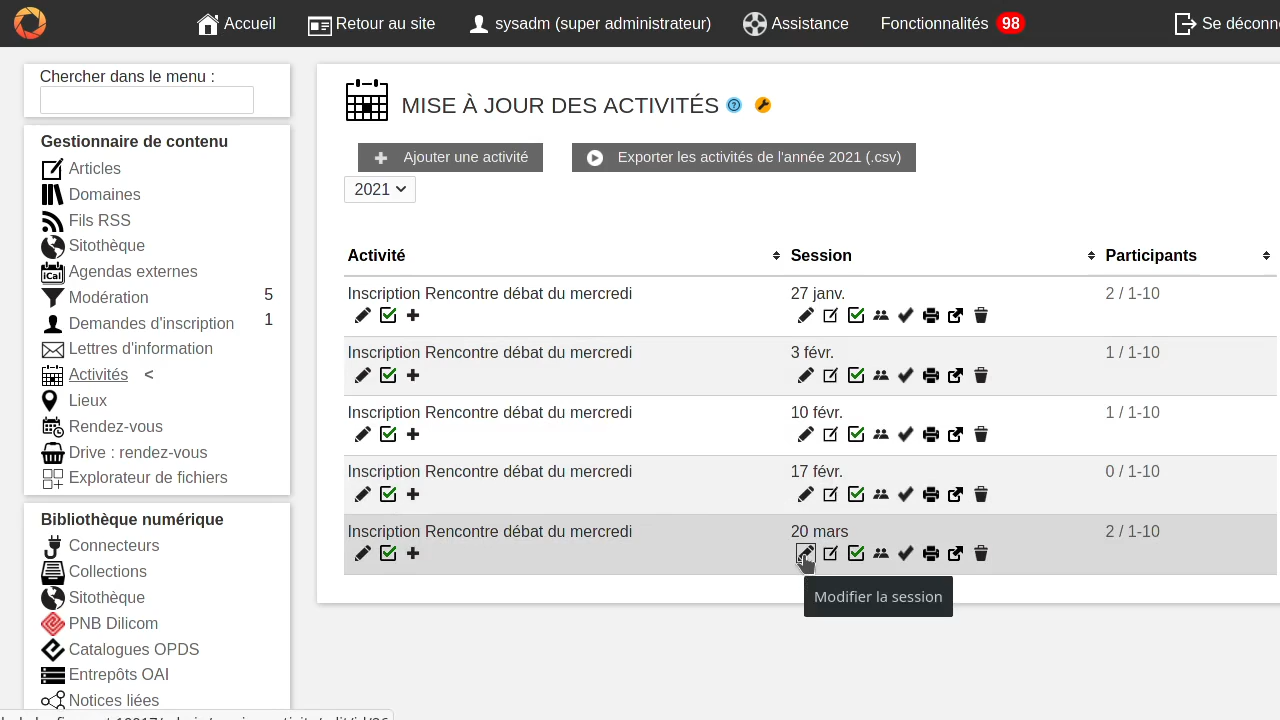 Accueil
Retour au site
sysadm (super administrateur)
Assistance
Fonctionnalités 98
Chercher dans le menu :
Gestionnaire de contenu
Articles
Domaines
Fils RSS
Sitothèque
iCal Agendas externes
Modération 5
Demandes d'inscription 1
Lettres d'information
Activités <
Lieux
Rendez-vous
Drive : rendez-vous
Explorateur de fichiers
Bibliothèque numérique
Connecteurs
Collections
Sitothèque
PNB Dilicom
Catalogues OPDS
Entrepôts OAI
Notices liées
MISE À JOUR DES ACTIVITÉS
Ajouter une activité
Exporter les activités de l'année 2021 (.csv)
2021
Activité Session Participants
Inscription Rencontre débat du mercredi 27 janv. 2 / 1-10
Inscription Rencontre débat du mercredi 3 févr. 1 / 1-10
Inscription Rencontre débat du mercredi 10 févr. 1 / 1-10
Inscription Rencontre débat du mercredi 17 févr. 0 / 1-10
Inscription Rencontre débat du mercredi 20 mars 2 / 1-10
Modifier la session